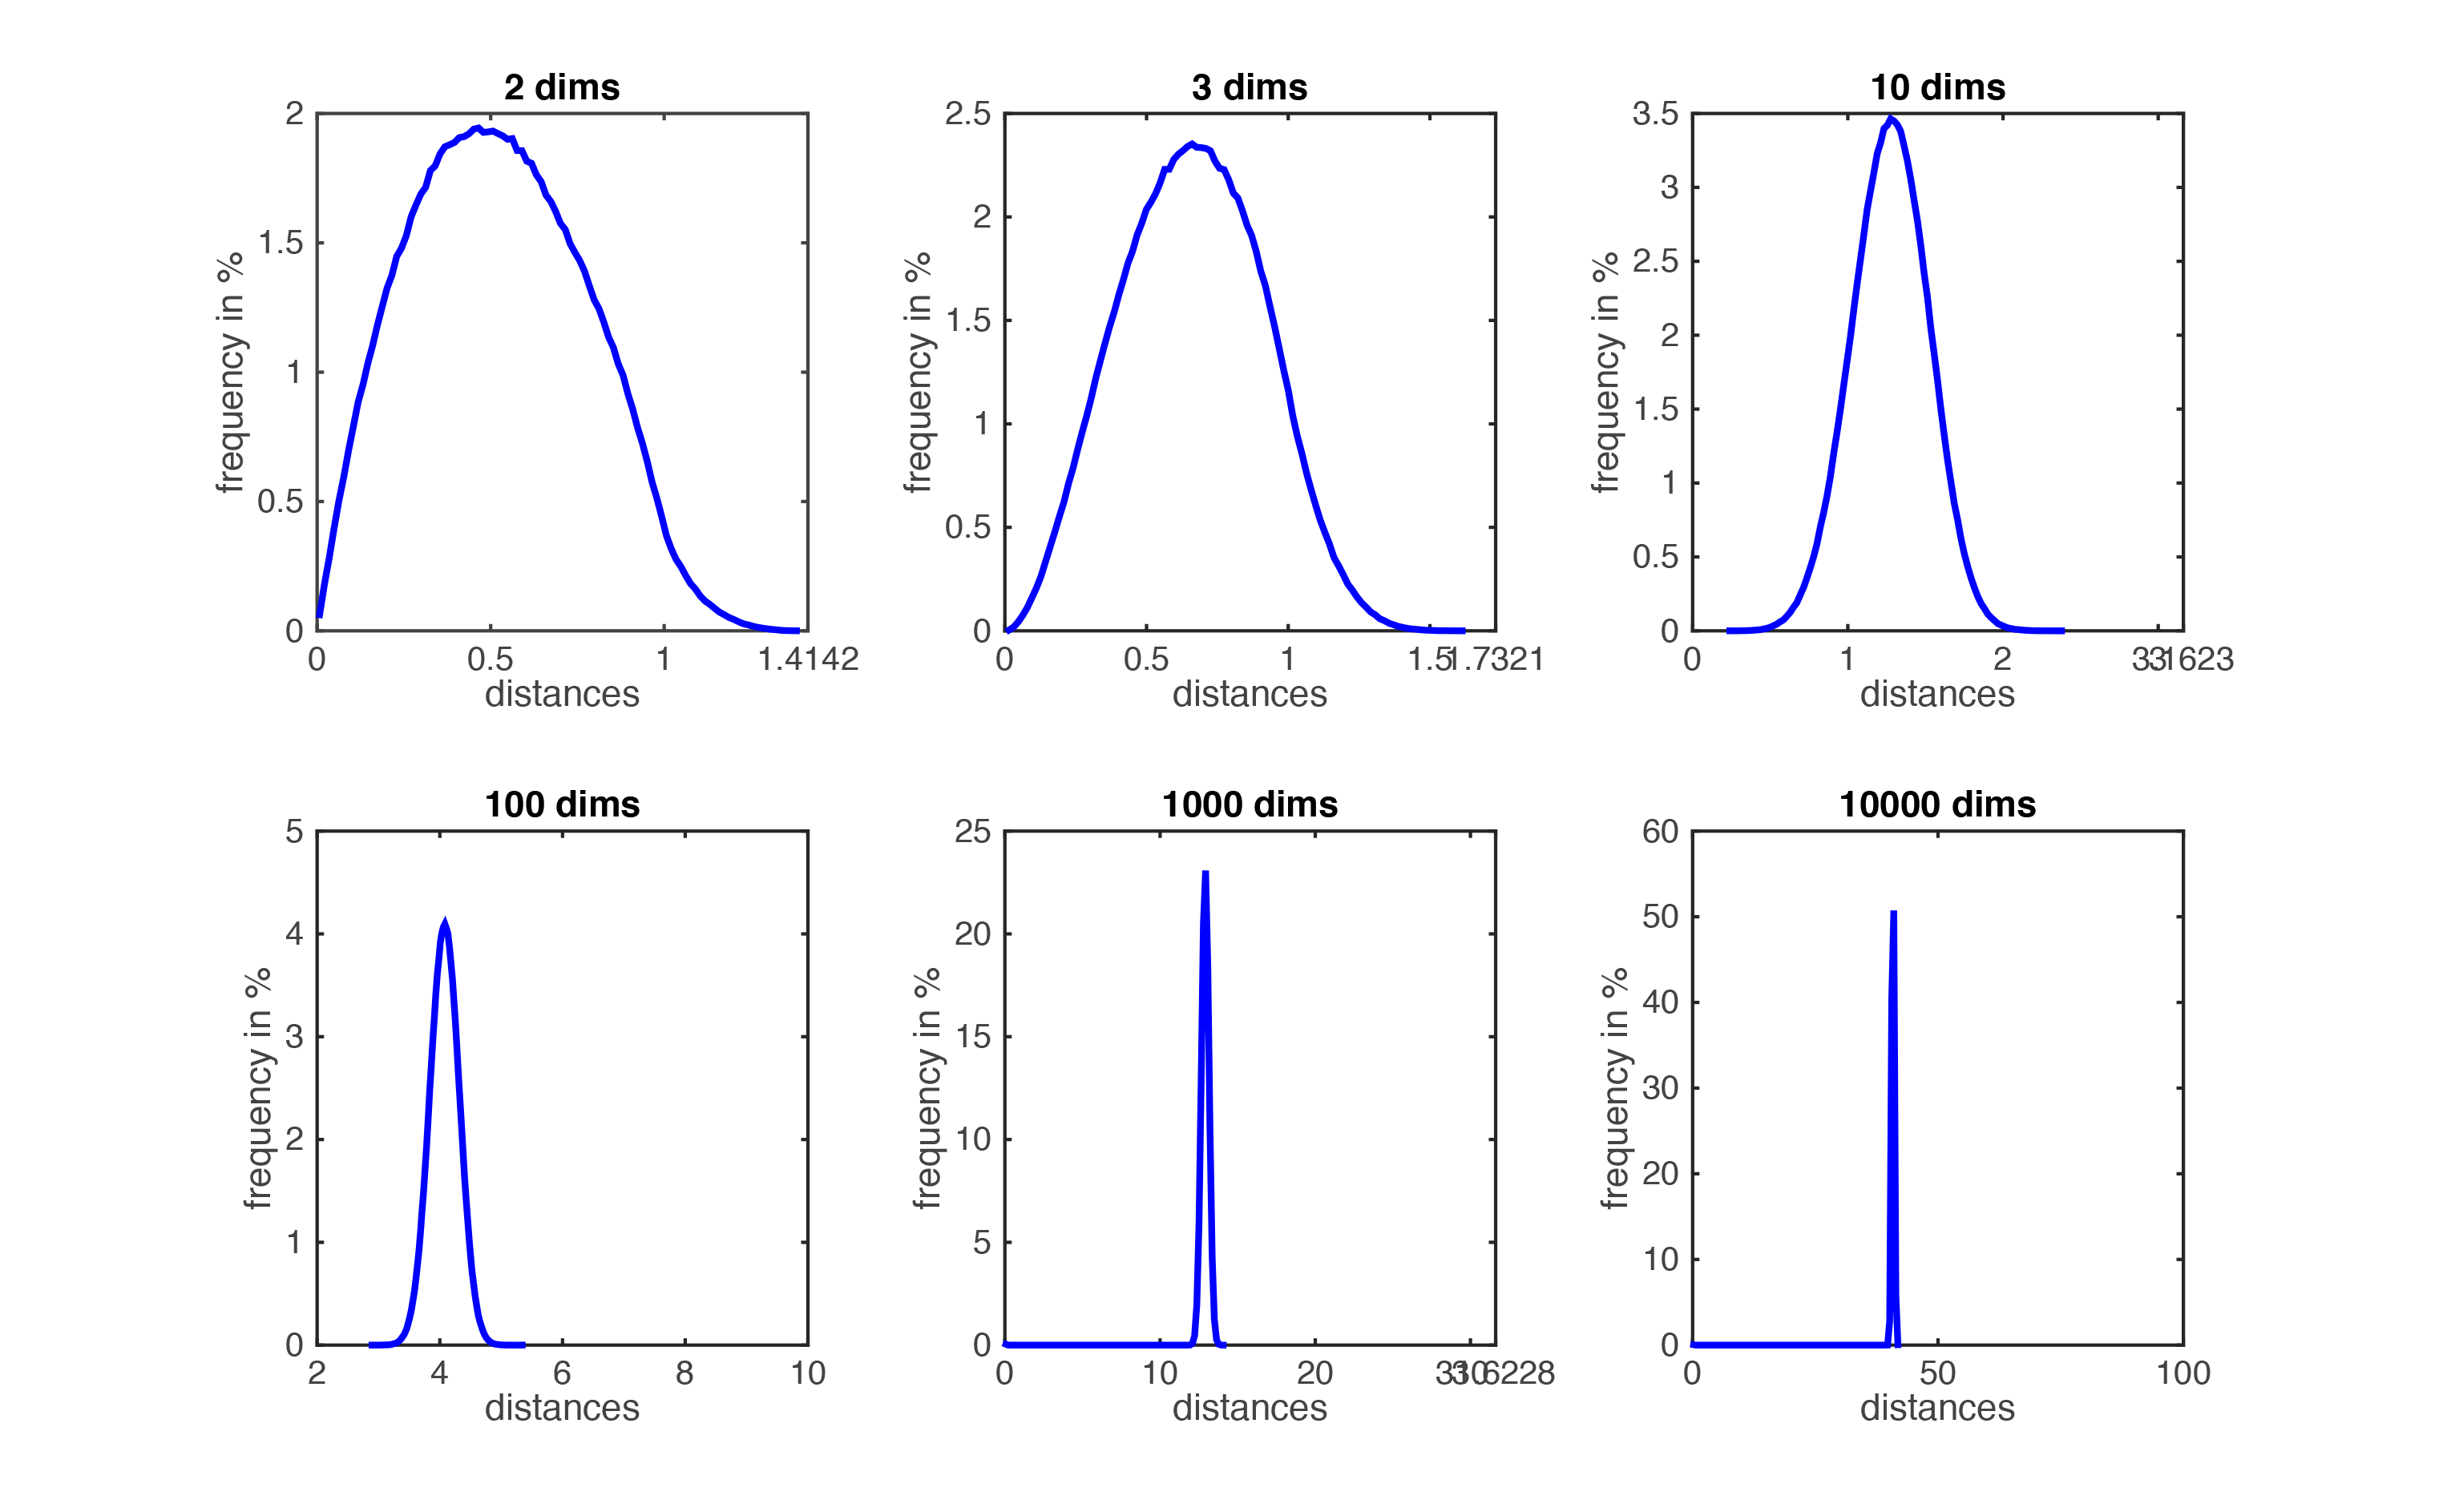 2 dims
2
1.5
1
0.5
0
frequency in %
0 0.5 1 1.4142
distances
3 dims
2.5
2
1.5
1
0.5
0
frequency in %
0 0.5 1 1.5 1.7321
distances
10 dims
3.5
3
2.5
2
1.5
1
0.5
0
frequency in %
0 1 2 3 3.1623
distances
100 dims
5
4
3
2
1
0
frequency in %
2 4 6 8 10
distances
1000 dims
25
20
15
10
5
0
frequency in %
0 10 20 30 31.6228
distances
10000 dims
60
50
40
30
20
10
0
frequency in %
0 50 100
distances